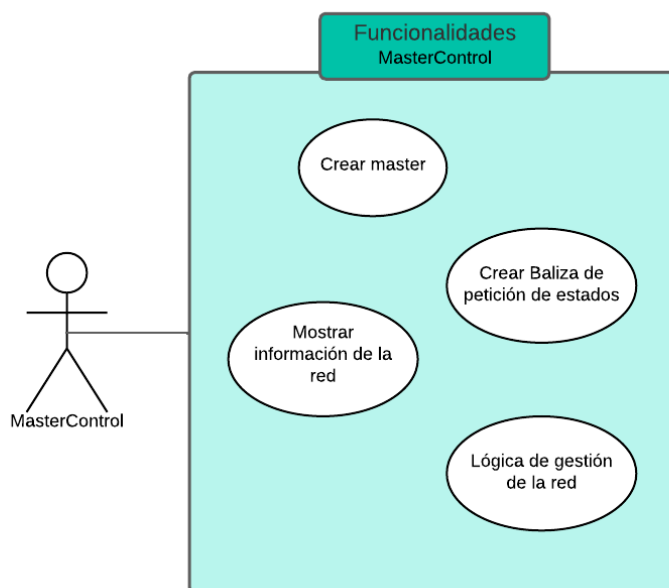 Funcionalidades
MasterControl
Crear master
Crear Baliza de
petición de estados
Mostrar
información de la
red
MasterControl
Lógica de gestión
de la red